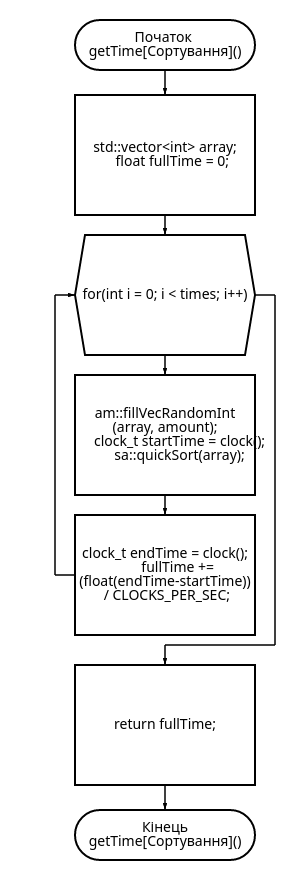 Початок
getTime[Сортування]()
std::vector<int> array;
float fullTime = 0;
for(int i = 0; i < times; i++)
am::fillVecRandomInt
(array, amount);
clock_t startTime = clock();
sa::quickSort(array);
clock_t endTime = clock();
fullTime +=
(float(endTime-startTime))
/ CLOCKS_PER_SEC;
return fullTime;
Кінець
getTime[Сортування]()